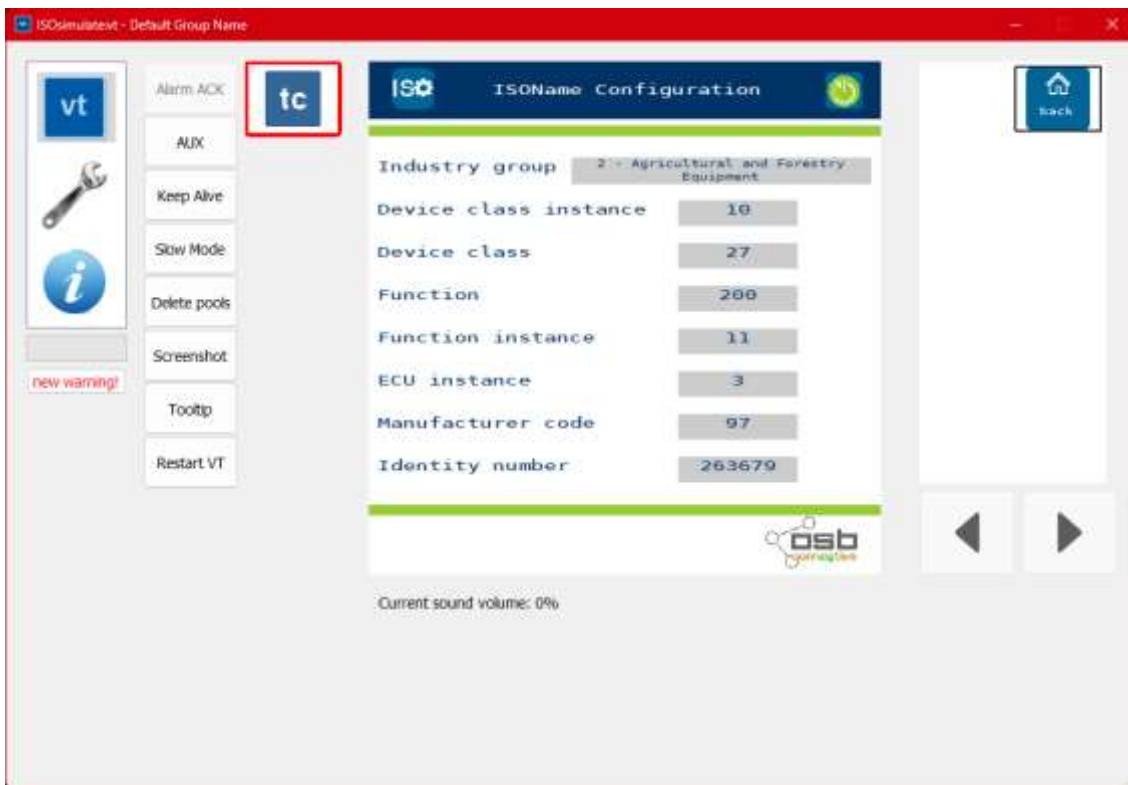 ISOsimulatevt - Default Group Name
vt
new warning!
Alarm ACK
AUX
Keep Alive
Slow Mode
Delete pools
Screenshot
Tooltip
Restart VT
tc
ISO
ISOName Configuration
Industry group 2 - Agricultural and Forestry
Equipment
Device class instance 10
Device class 27
Function 200
Function instance 11
ECU instance 3
Manufacturer code 97
Identity number 263679
osb
connagtive
Current sound volume: 0%
back